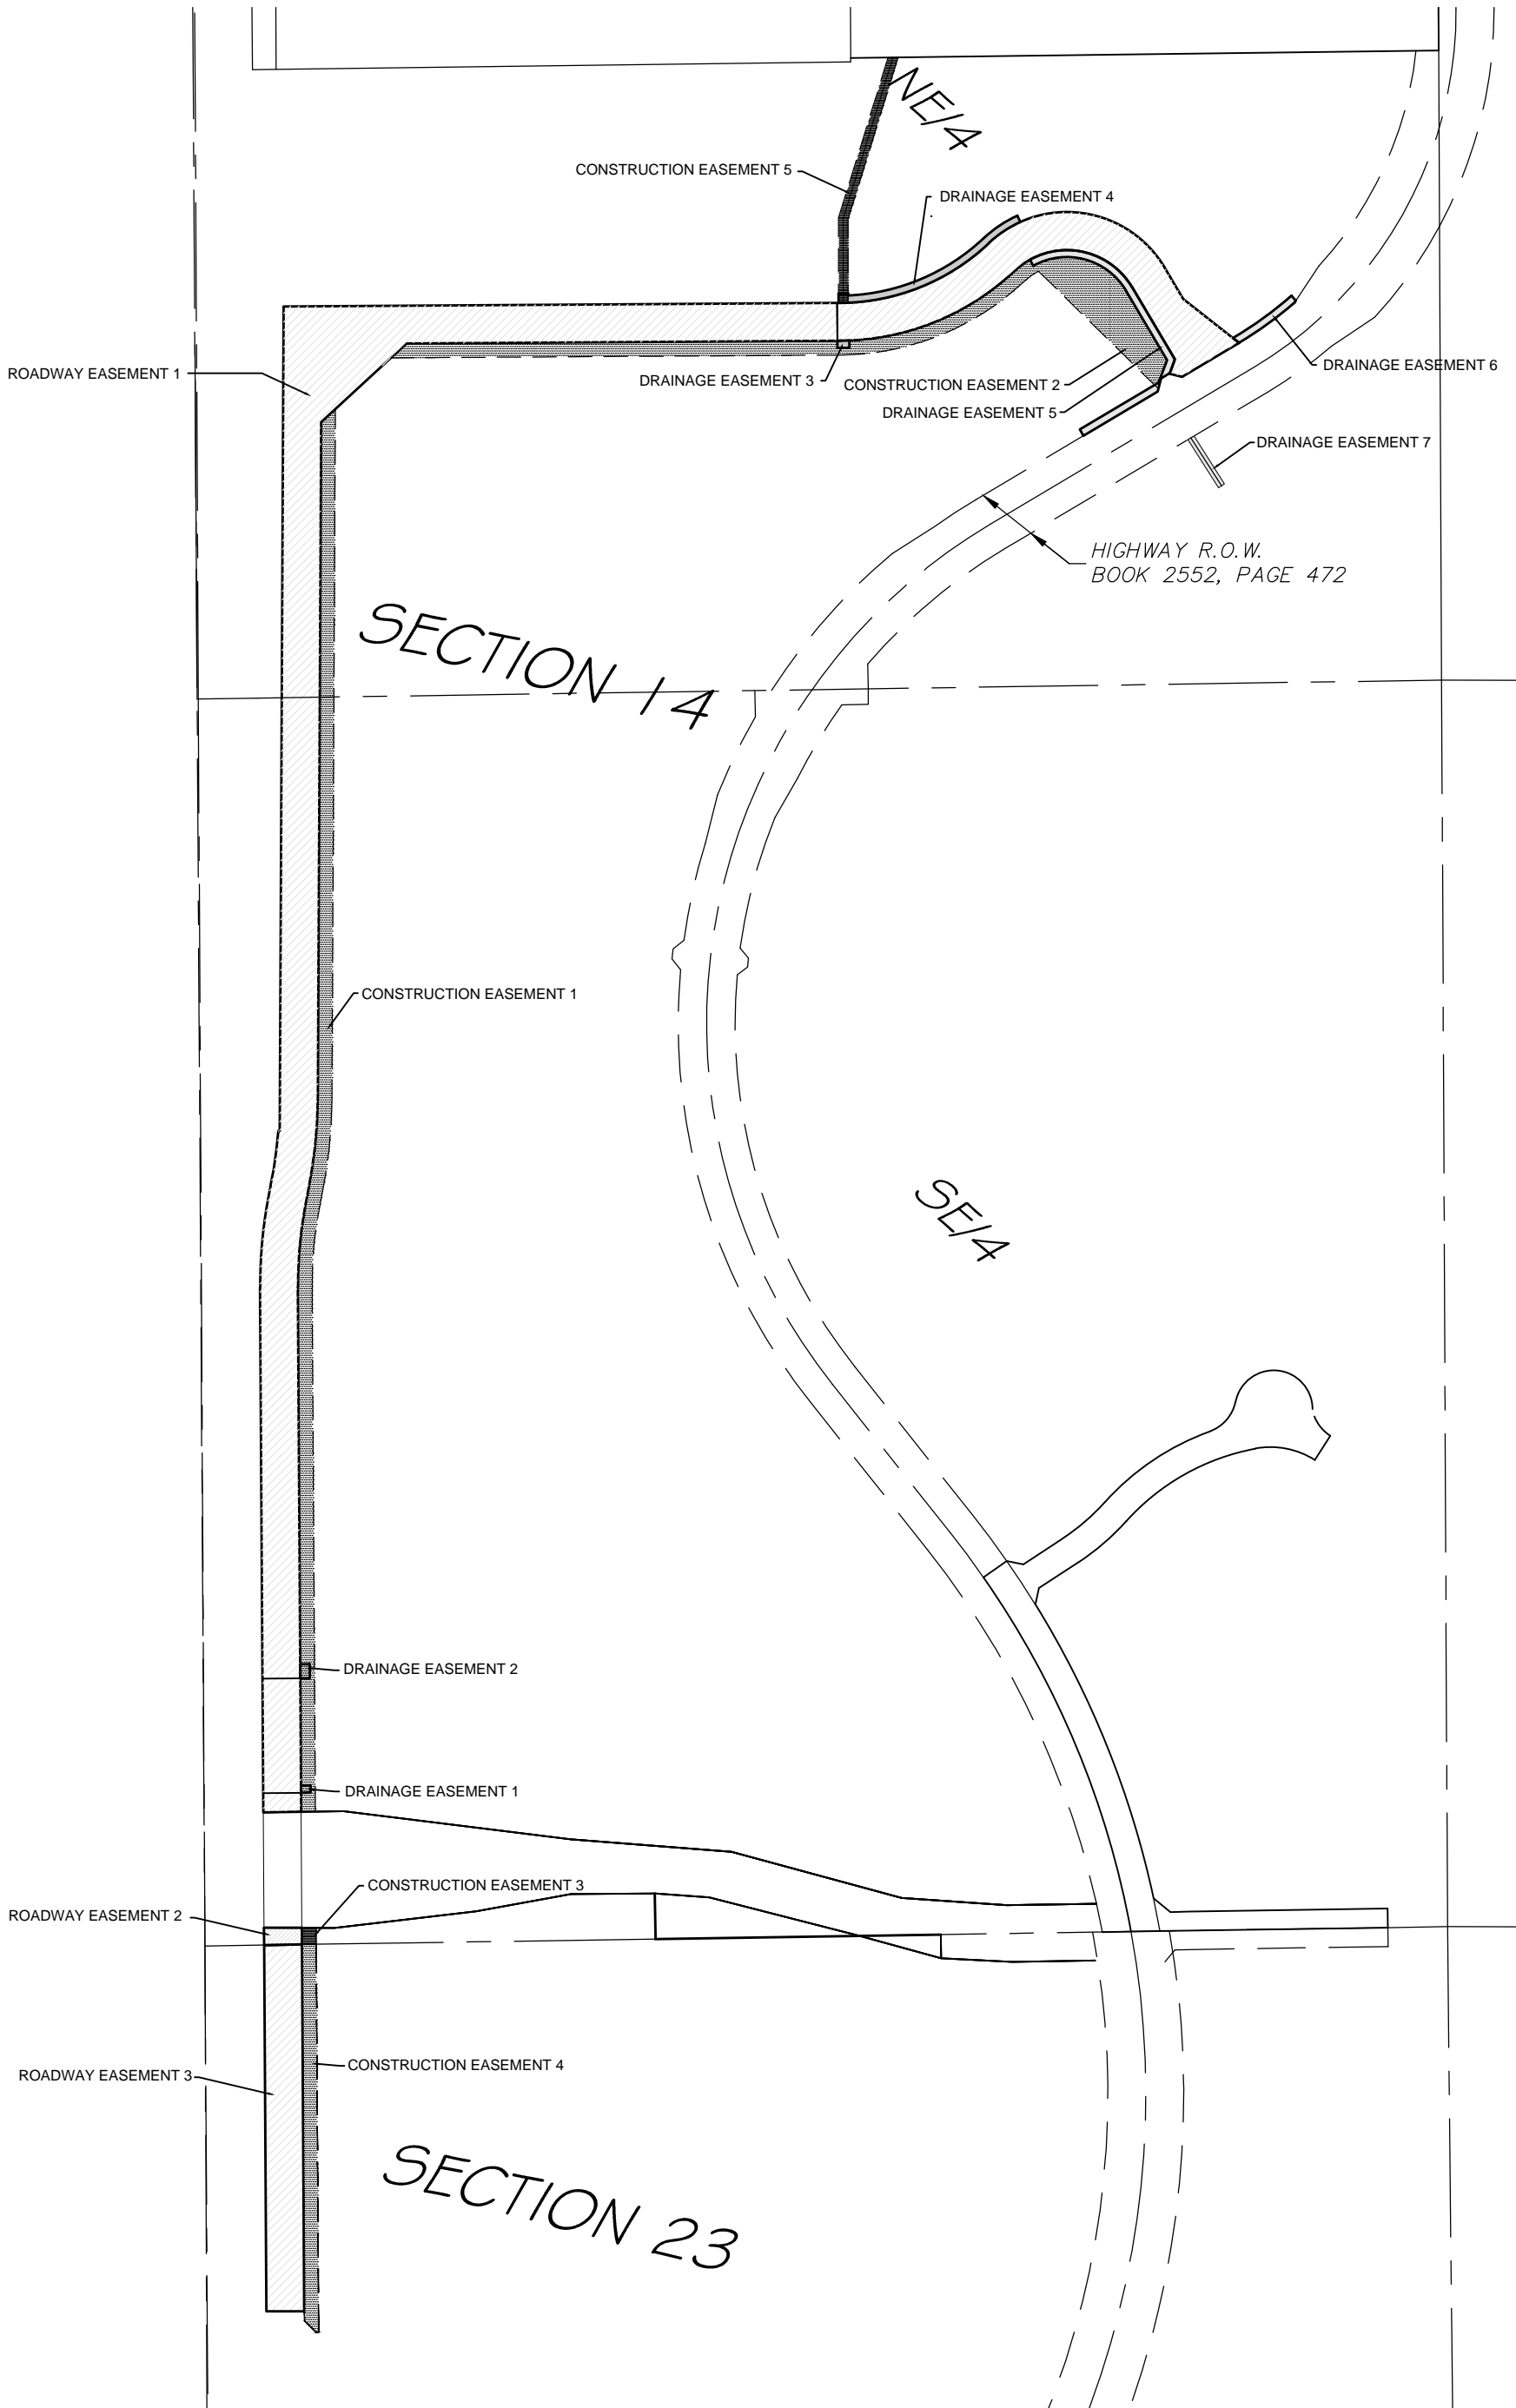 NE1/4
CONSTRUCTION EASEMENT 5
DRAINAGE EASEMENT 4
ROADWAY EASEMENT 1
DRAINAGE EASEMENT 3
CONSTRUCTION EASEMENT 2
DRAINAGE EASEMENT 6
DRAINAGE EASEMENT 5
DRAINAGE EASEMENT 7
HIGHWAY R.O.W.
BOOK 2552, PAGE 472
SECTION 14
CONSTRUCTION EASEMENT 1
SE1/4
DRAINAGE EASEMENT 2
DRAINAGE EASEMENT 1
CONSTRUCTION EASEMENT 3
ROADWAY EASEMENT 2
CONSTRUCTION EASEMENT 4
ROADWAY EASEMENT 3
SECTION 23